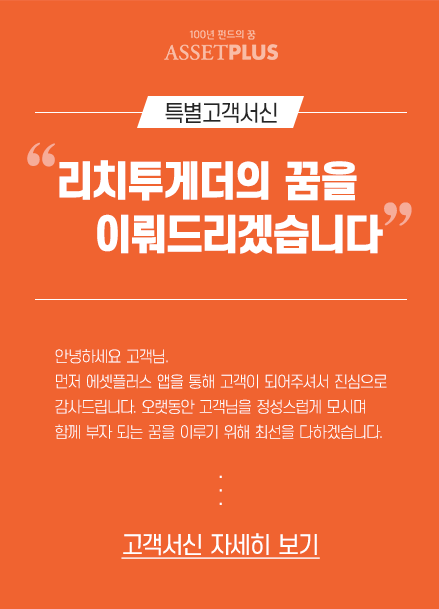 100년 펀드의 꿈
ASSETPLUS
특별고객서신
“리치투게더의 꿈을
이뤄드리겠습니다”
안녕하세요 고객님.
먼저 에셋플러스 앱을 통해 고객이 되어주셔서 진심으로
감사드립니다. 오랫동안 고객님을 정성스럽게 모시며
함께 부자 되는 꿈을 이루기 위해 최선을 다하겠습니다.
고객서신 자세히 보기